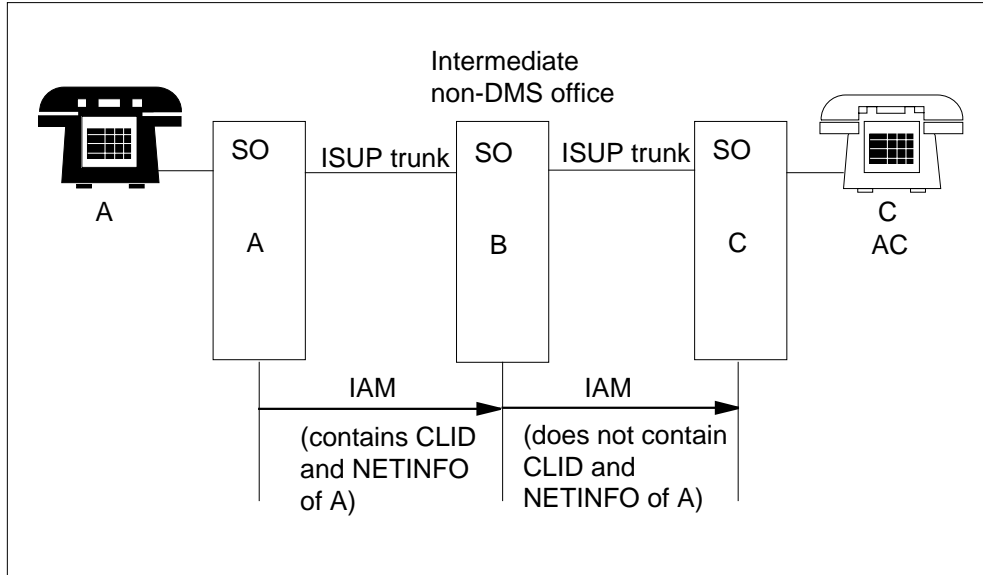 Intermediate
non-DMS office
SO
ISUP trunk
SO
ISUP trunk
SO
A
C
AC
A
B
C
IAM
IAM
(contains CLID
and NETINFO
of A)
(does not contain
CLID and
NETINFO of A)